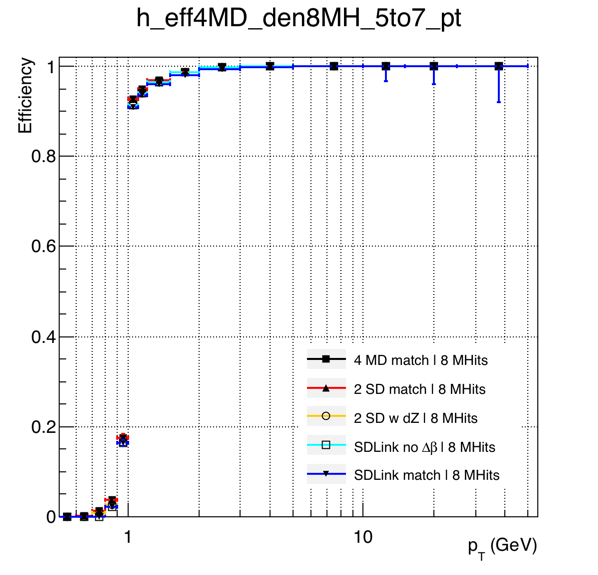 h_eff4MD_den8MH_5to7_pt
Efficiency
1
0.8
0.6
0.4
0.2
0
4 MD match | 8 MHits
2 SD match | 8 MHits
2 SD w dZ | 8 MHits
SDLink no Δβ | 8 MHits
SDLink match | 8 MHits
1
10
p_T (GeV)